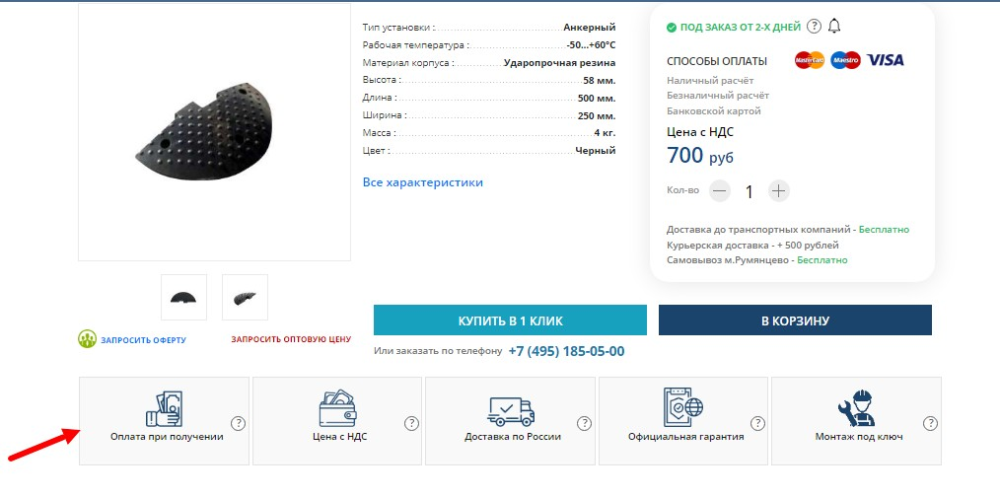 Тип установки : Анкерный
Рабочая температура : -50...+60°С
Материал корпуса : Ударопрочная резина
Высота : 58 мм.
Длина : 500 мм.
Ширина : 250 мм.
Масса : 4 кг.
Цвет : Черный
Все характеристики
ПОД ЗАКАЗ ОТ 2-Х ДНЕЙ ?
СПОСОБЫ ОПЛАТЫ MasterCard Maestro VISA
Наличный расчёт
Безналичный расчёт
Банковской картой
Цена с НДС
700 руб
Кол-во — 1 +
Доставка до транспортных компаний - Бесплатно
Курьерская доставка - + 500 рублей
Самовывоз м.Румянцево - Бесплатно
ЗАПРОСИТЬ ОФЕРТУ
ЗАПРОСИТЬ ОПТОВУЮ ЦЕНУ
КУПИТЬ В 1 КЛИК
В КОРЗИНУ
Или заказать по телефону +7 (495) 185-05-00
Оплата при получении ?
Цена с НДС ?
Доставка по России ?
Официальная гарантия ?
Монтаж под ключ ?